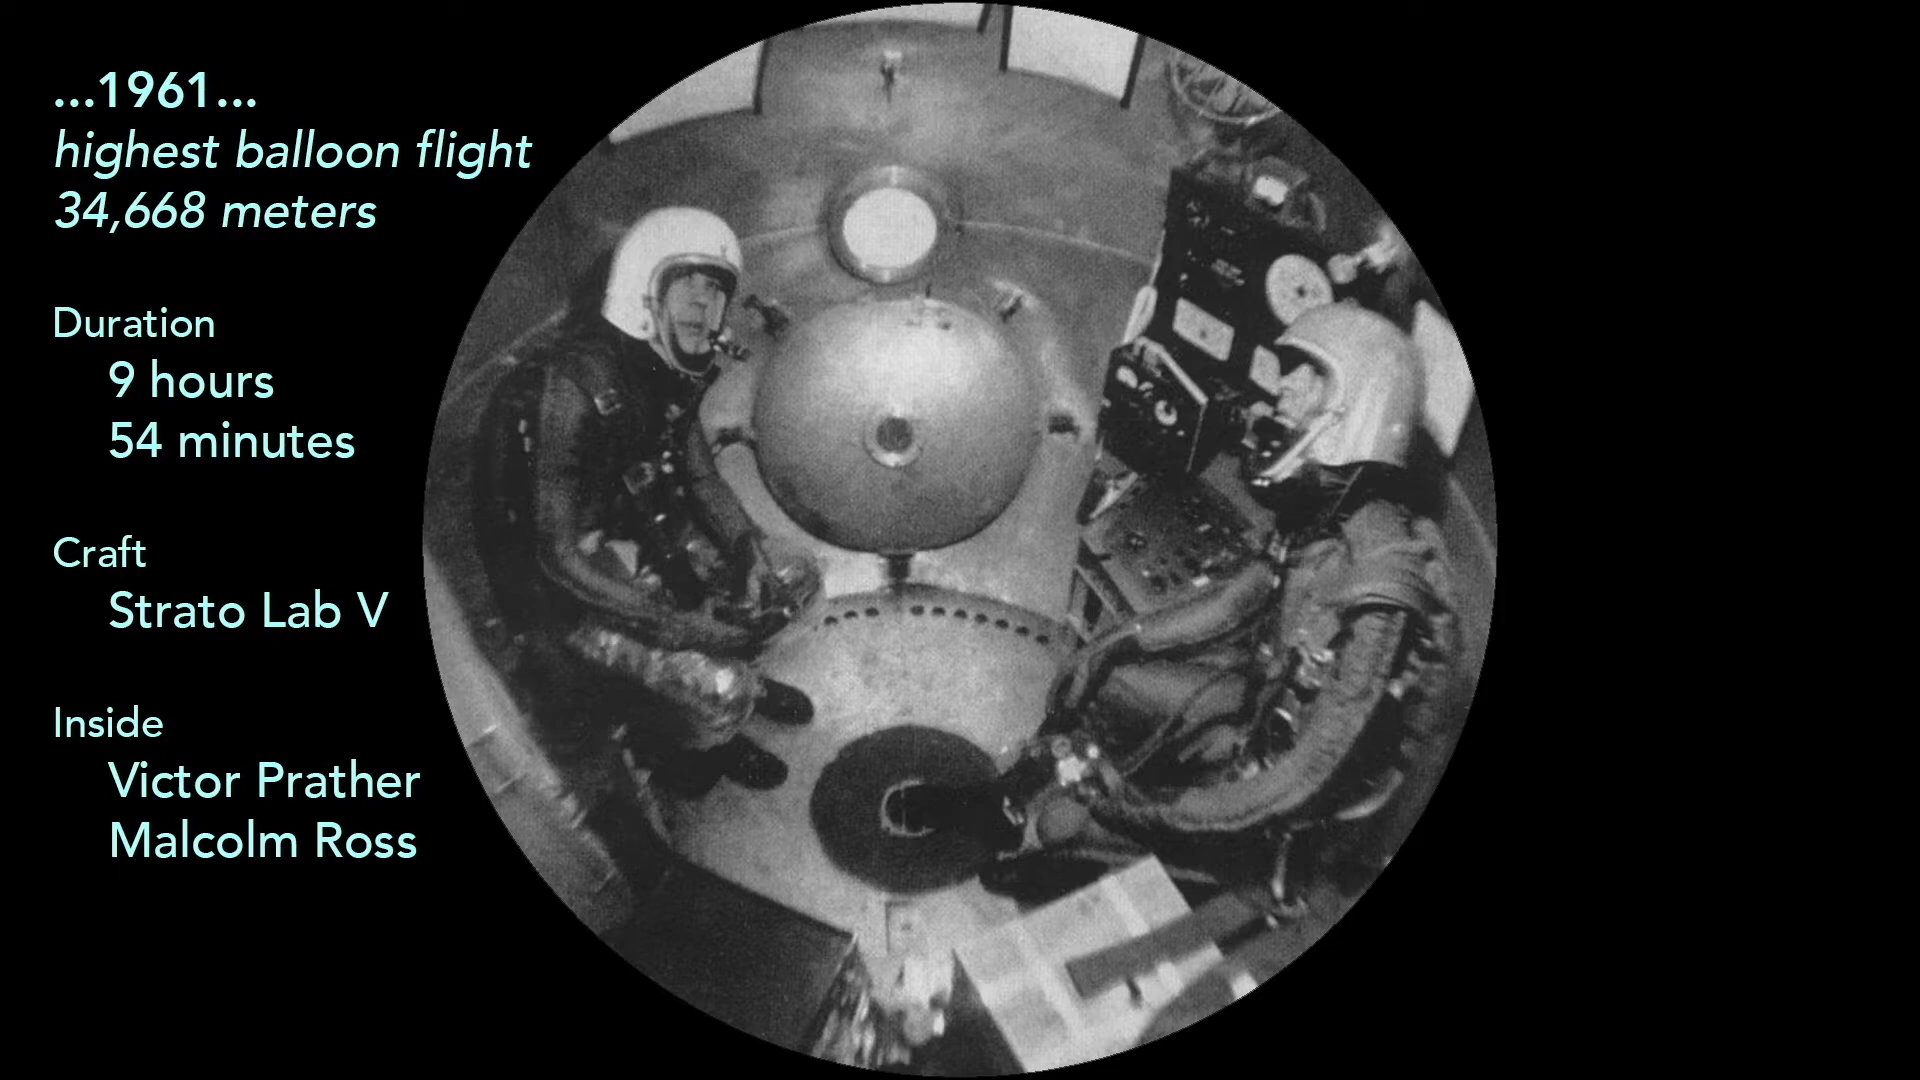 ...1961...
highest balloon flight
34,668 meters
Duration
9 hours
54 minutes
Craft
Strato Lab V
Inside
Victor Prather
Malcolm Ross